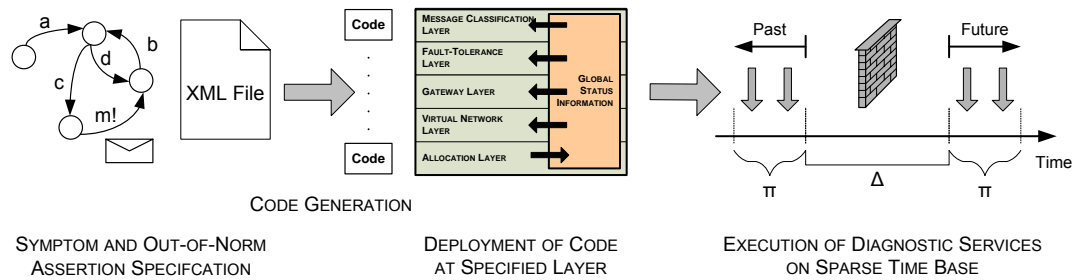 a
b
c
d
m!
XML File
Code
.
.
.
.
.
Code
MESSAGE CLASSIFICATION
LAYER
FAULT-TOLERANCE
LAYER
GATEWAY LAYER
VIRTUAL NETWORK
LAYER
ALLOCATION LAYER
GLOBAL
STATUS
INFORMATION
Past
Future
Time
π
Δ
π
CODE GENERATION
SYMPTOM AND OUT-OF-NORM
ASSERTION SPECIFCATION
DEPLOYMENT OF CODE
AT SPECIFIED LAYER
EXECUTION OF DIAGNOSTIC SERVICES
ON SPARSE TIME BASE